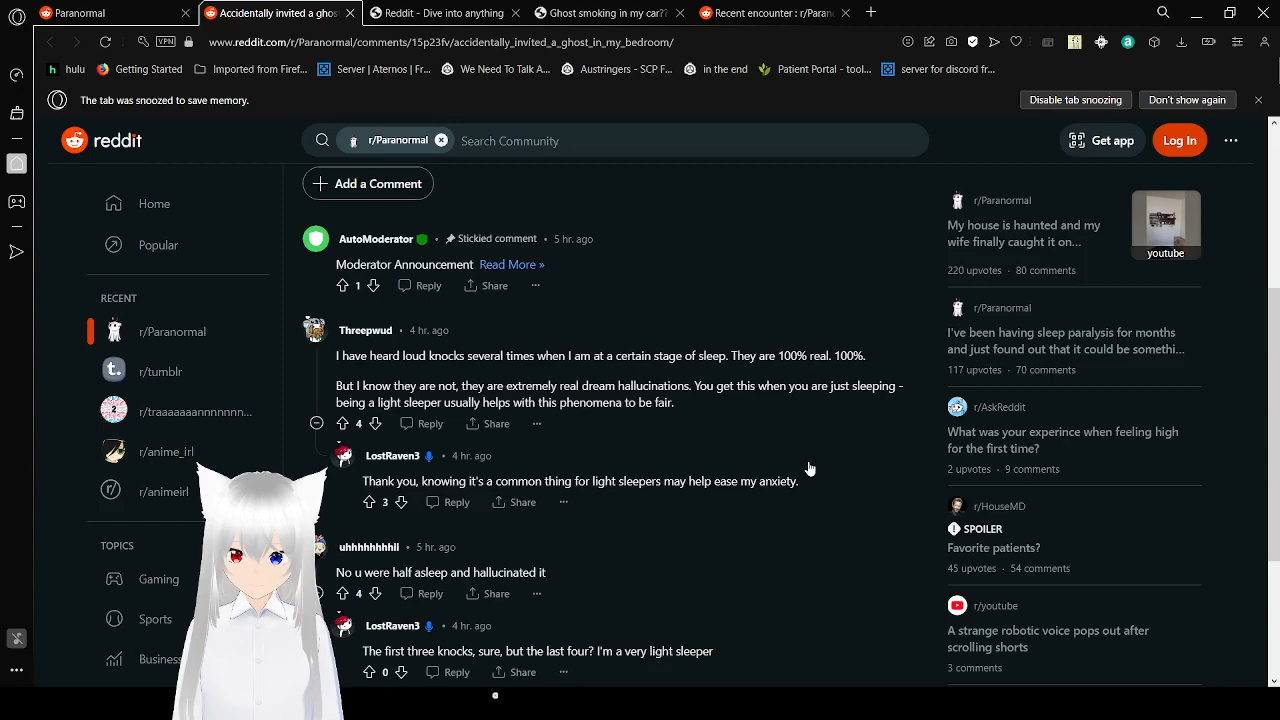 Paranormal
Accidentally invited a ghost
Reddit - Dive into anything
Ghost smoking in my car??
Recent encounter : r/Paran
VPN
www.reddit.com/r/Paranormal/comments/15p23fv/accidentally_invited_a_ghost_in_my_bedroom/
hulu
Getting Started
Imported from Firef...
Server | Aternos | Fr...
We Need To Talk A...
Austringers - SCP F...
in the end
Patient Portal - tool...
server for discord fr...
The tab was snoozed to save memory.
Disable tab snoozing
Don't show again
reddit
r/Paranormal
Search Community
Get app
Log In
Home
Popular
RECENT
r/Paranormal
r/tumblr
r/traaaaaaannnnnnn...
r/anime_irl
r/animeirl
TOPICS
Gaming
Sports
Business
Add a Comment
AutoModerator • Stickied comment • 5 hr. ago
Moderator Announcement Read More »
1 Reply Share ...
Threepwud • 4 hr. ago
I have heard loud knocks several times when I am at a certain stage of sleep. They are 100% real. 100%.
But I know they are not, they are extremely real dream hallucinations. You get this when you are just sleeping -
being a light sleeper usually helps with this phenomena to be fair.
4 Reply Share ...
LostRaven3 • 4 hr. ago
Thank you, knowing it's a common thing for light sleepers may help ease my anxiety.
3 Reply Share ...
uhhhhhhhhii • 5 hr. ago
No u were half asleep and hallucinated it
4 Reply Share ...
LostRaven3 • 4 hr. ago
The first three knocks, sure, but the last four? I'm a very light sleeper
0 Reply Share ...
r/Paranormal
My house is haunted and my
wife finally caught it on...
youtube
220 upvotes • 80 comments
r/Paranormal
I've been having sleep paralysis for months
and just found out that it could be somethi...
117 upvotes • 70 comments
r/AskReddit
What was your experince when feeling high
for the first time?
2 upvotes • 9 comments
r/HouseMD
SPOILER
Favorite patients?
45 upvotes • 54 comments
r/youtube
A strange robotic voice pops out after
scrolling shorts
3 comments